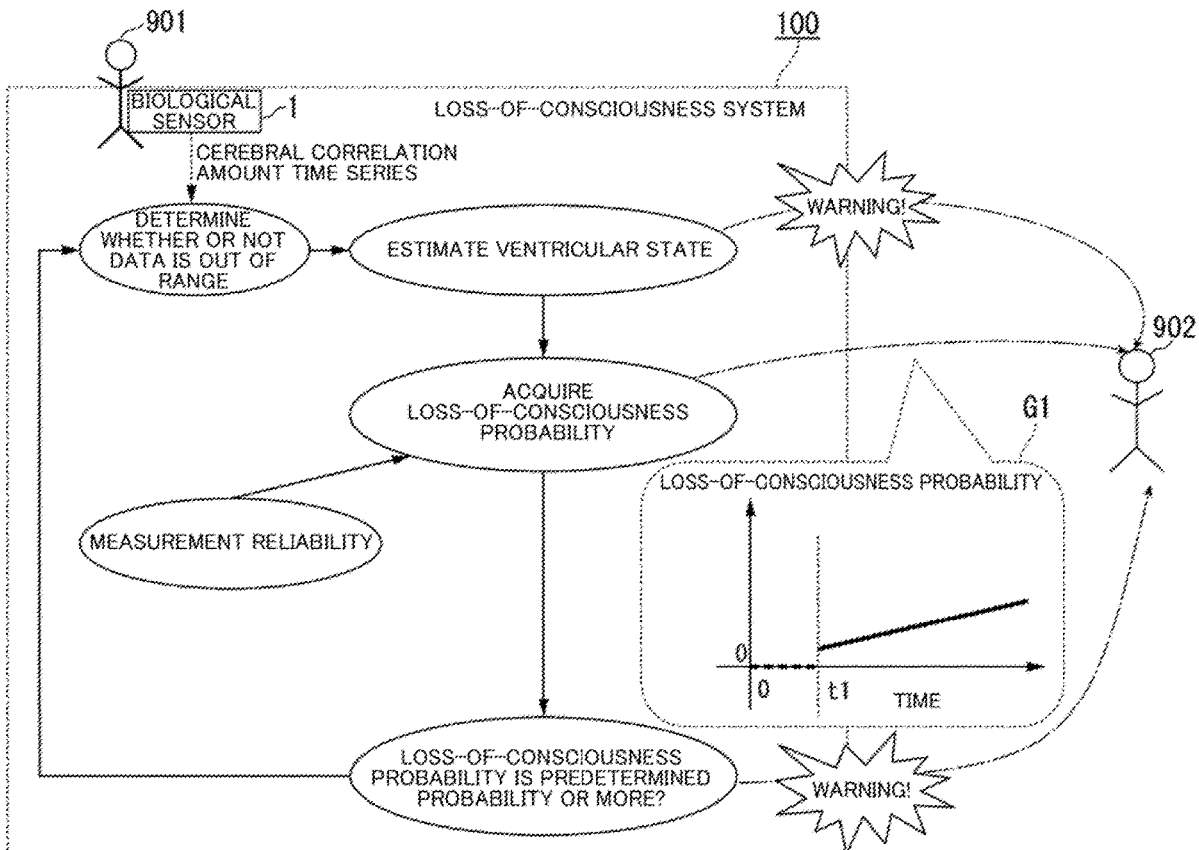 901
100
BIOLOGICAL
SENSOR
1
LOSS-OF-CONSCIOUSNESS SYSTEM
CEREBRAL CORRELATION
AMOUNT TIME SERIES
WARNING!
DETERMINE
WHETHER OR NOT
DATA IS OUT OF
RANGE
ESTIMATE VENTRICULAR STATE
902
ACQUIRE
LOSS-OF-CONSCIOUSNESS
PROBABILITY
G1
LOSS-OF-CONSCIOUSNESS PROBABILITY
MEASUREMENT RELIABILITY
0
0
t1
TIME
LOSS-OF-CONSCIOUSNESS
PROBABILITY IS PREDETERMINED
PROBABILITY OR MORE?
WARNING!